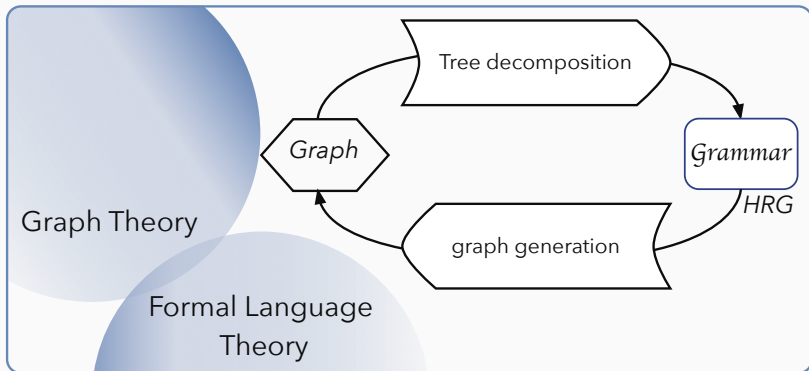 Tree decomposition
Graph
Grammar
HRG
Graph Theory
graph generation
Formal Language
Theory